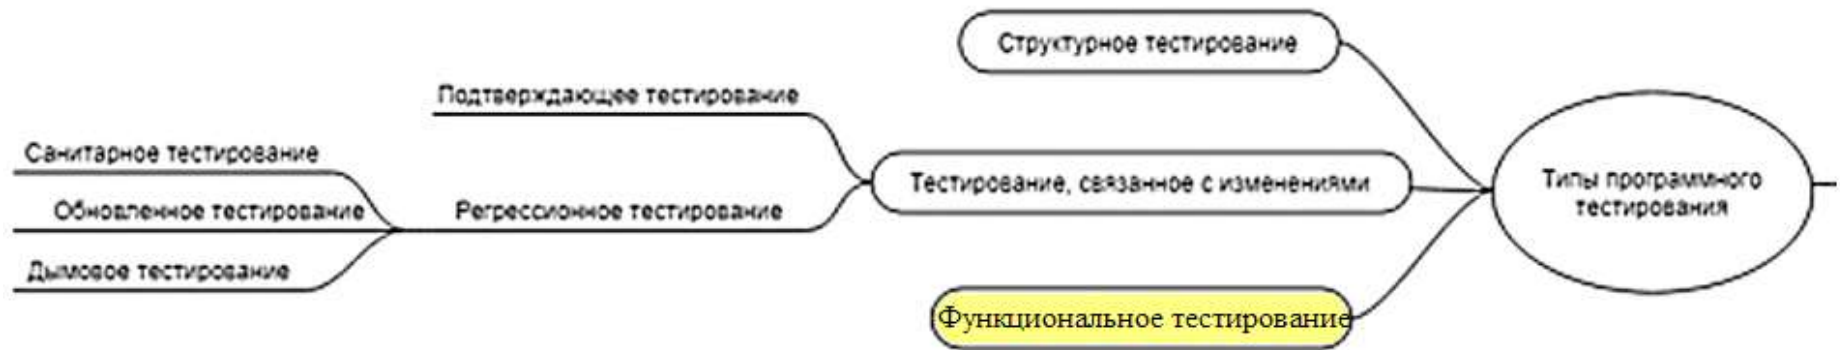 Структурное тестирование
Подтверждающее тестирование
Санитарное тестирование
Тестирование, связанное с изменениями
Типы программного
тестирования
Обновленное тестирование
Регрессионное тестирование
Дымовое тестирование
Функциональное тестирование